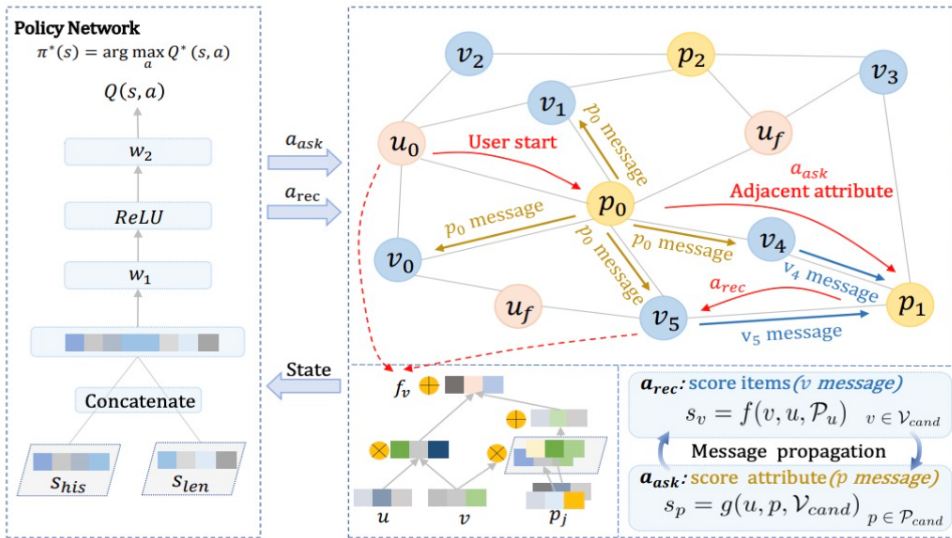 Policy Network
π*(s) = arg max Q*(s, a)
a
Q(s, a)
w₂
ReLU
w₁
Concatenate
s_his
s_len
a_ask
a_rec
State
v₂
p₂
v₃
v₁
u₀
User start
p₀ message
u_f
a_ask
Adjacent attribute
p₀
p₀ message
p₀ message
p₀ message
v₄
v₄ message
v₀
a_rec
p₁
u_f
v₅
v₅ message
f_v
u
v
p_j
a_rec: score items(v message)
s_v = f(v, u, 𝒫_u) v ∈ 𝒱_cand
Message propagation
a_ask: score attribute(p message)
s_p = g(u, p, 𝒱_cand) p ∈ 𝒫_cand